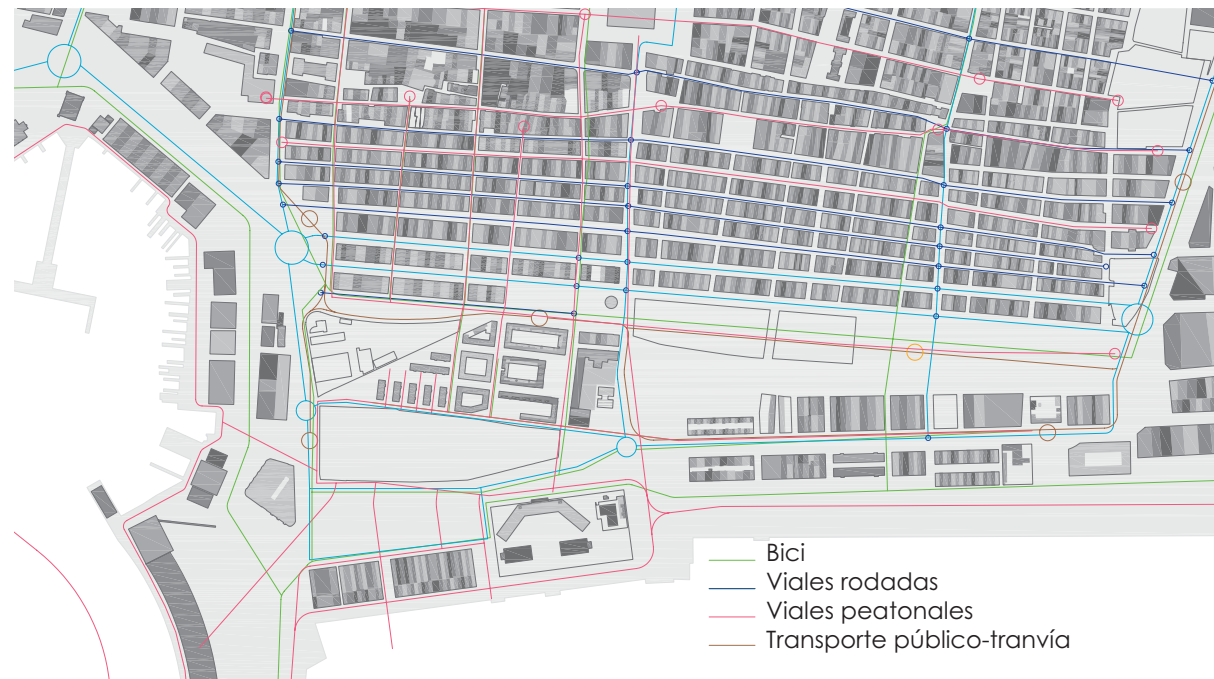 Bici
Viales rodadas
Viales peatonales
Transporte público-tranvía